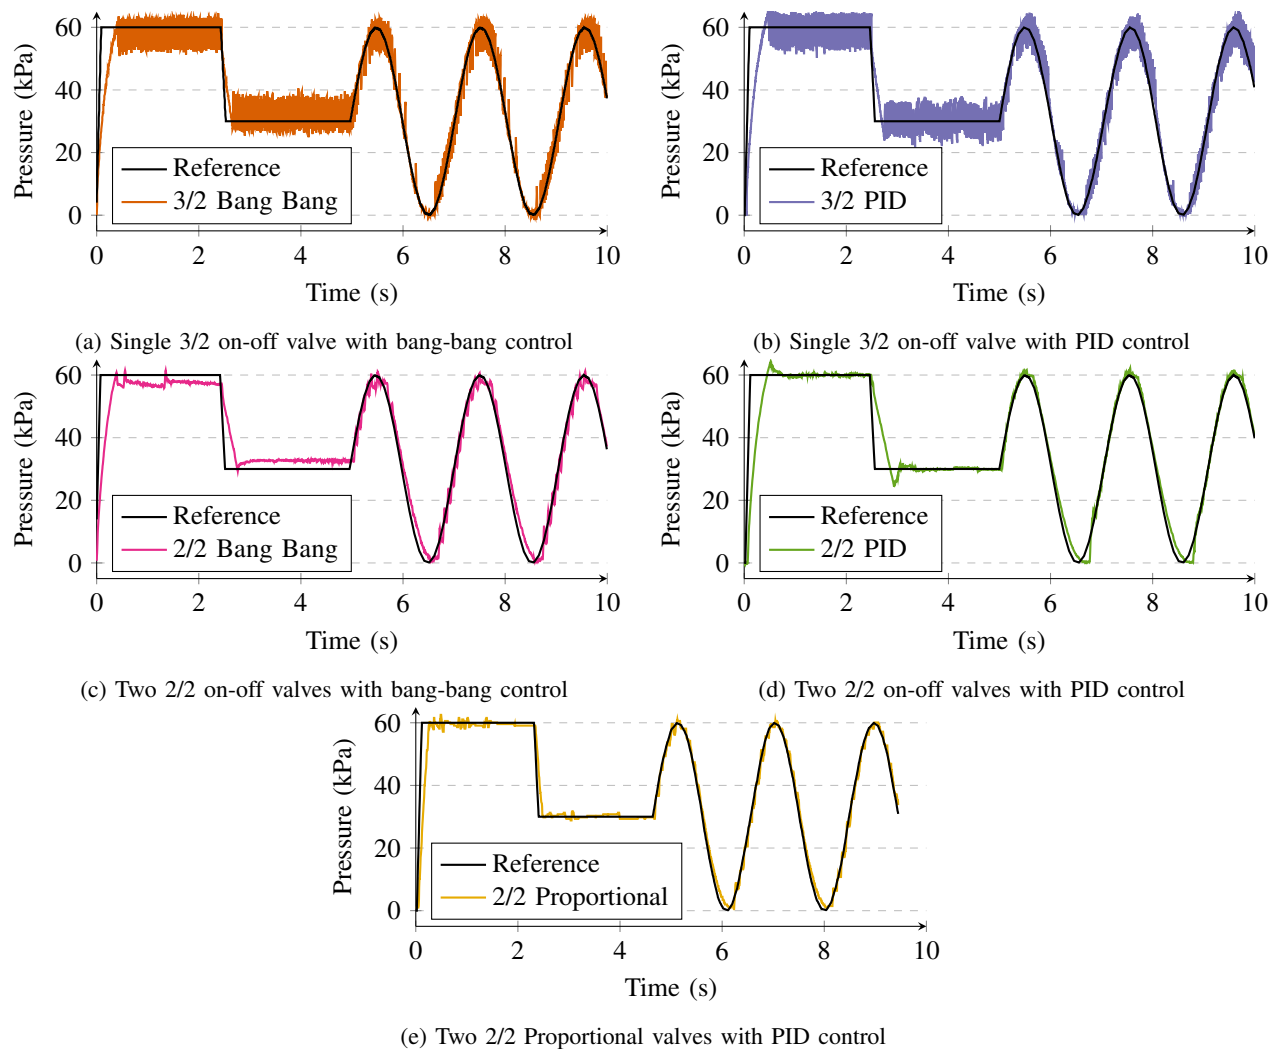 Pressure (kPa)
60
40
20
0
Reference
3/2 Bang Bang
0 2 4 6 8 10
Time (s)
(a) Single 3/2 on-off valve with bang-bang control
Pressure (kPa)
60
40
20
0
Reference
3/2 PID
0 2 4 6 8 10
Time (s)
(b) Single 3/2 on-off valve with PID control
Pressure (kPa)
60
40
20
0
Reference
2/2 Bang Bang
0 2 4 6 8 10
Time (s)
(c) Two 2/2 on-off valves with bang-bang control
Pressure (kPa)
60
40
20
0
Reference
2/2 PID
0 2 4 6 8 10
Time (s)
(d) Two 2/2 on-off valves with PID control
Pressure (kPa)
60
40
20
0
Reference
2/2 Proportional
0 2 4 6 8 10
Time (s)
(e) Two 2/2 Proportional valves with PID control